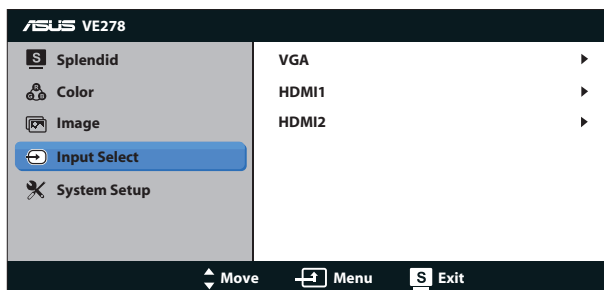 ASUS VE278
S Splendid
Color
Image
Input Select
System Setup
VGA
HDMI1
HDMI2
Move Menu S Exit